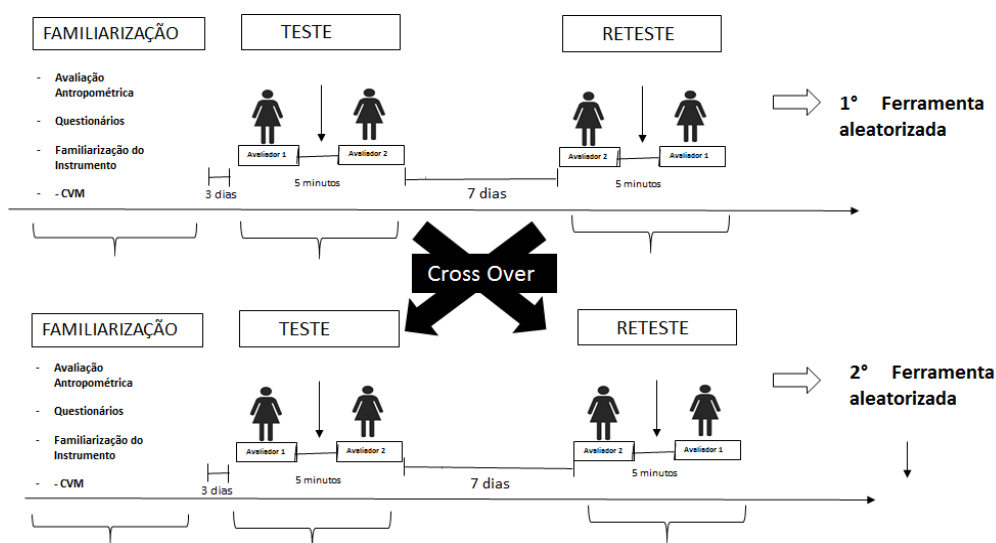 FAMILIARIZAÇÃO
TESTE
RETESTE
- Avaliação
Antropométrica
- Questionários
- Familiarização do
Instrumento
- - CVM
Avaliador 1
Avaliador 2
Avaliador 2
Avaliador 1
3 dias
5 minutos
7 dias
5 minutos
1° Ferramenta
aleatorizada
Cross Over
FAMILIARIZAÇÃO
TESTE
RETESTE
- Avaliação
Antropométrica
- Questionários
- Familiarização do
Instrumento
- - CVM
Avaliador 1
Avaliador 2
Avaliador 2
Avaliador 1
3 dias
5 minutos
7 dias
5 minutos
2° Ferramenta
aleatorizada